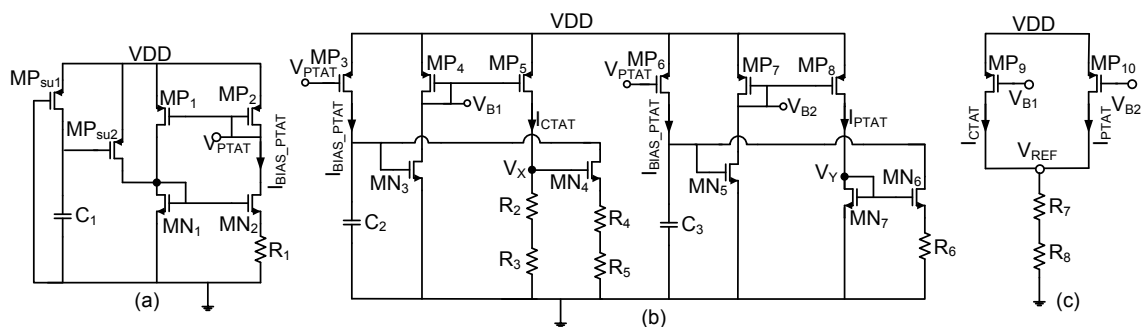 VDD
MPsu1
MP1
MP2
MPsu2
VPTAT
IBIAS_PTAT
C1
MN1
MN2
R1
(a)
VDD
MP3
VPTAT
MP4
MP5
VB1
IBIAS_PTAT
ICTAT
MN3
VX
MN4
C2
R2
R4
R3
R5
MP6
VPTAT
MP7
MP8
VB2
IBIAS_PTAT
IPTAT
MN5
VY
MN6
MN7
C3
R6
(b)
VDD
MP9
MP10
VB1
VB2
ICTAT
IPTAT
VREF
R7
R8
(c)